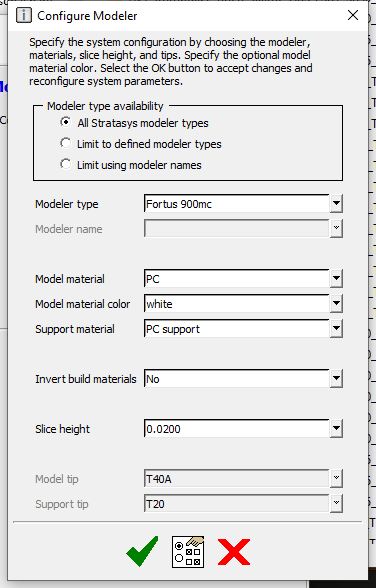 Configure Modeler
Specify the system configuration by choosing the modeler,
materials, slice height, and tips. Specify the optional model
material color. Select the OK button to accept changes and
reconfigure system parameters.
Modeler type availability
All Stratasys modeler types
Limit to defined modeler types
Limit using modeler names
Modeler type Fortus 900mc
Modeler name
Model material PC
Model material color white
Support material PC support
Invert build materials No
Slice height 0.0200
Model tip T40A
Support tip T20